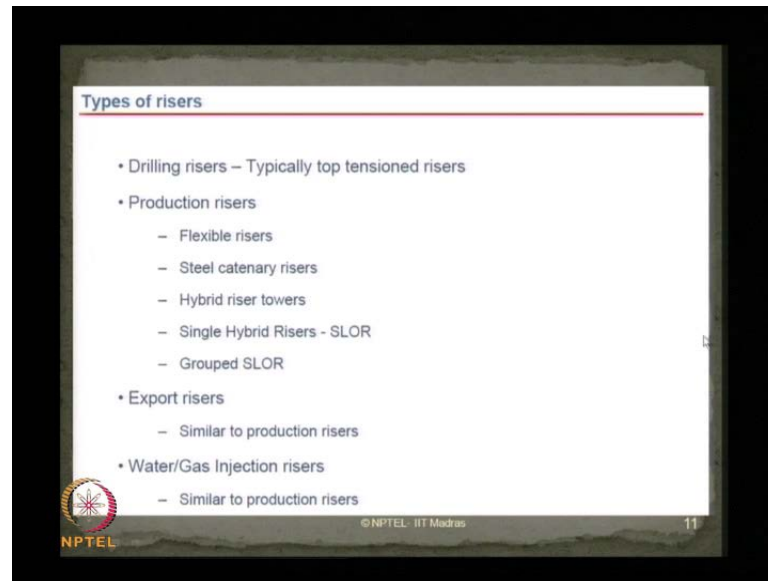 Types of risers
• Drilling risers – Typically top tensioned risers
• Production risers
– Flexible risers
– Steel catenary risers
– Hybrid riser towers
– Single Hybrid Risers - SLOR
– Grouped SLOR
• Export risers
– Similar to production risers
• Water/Gas Injection risers
– Similar to production risers
© NPTEL- IIT Madras
11
NPTEL